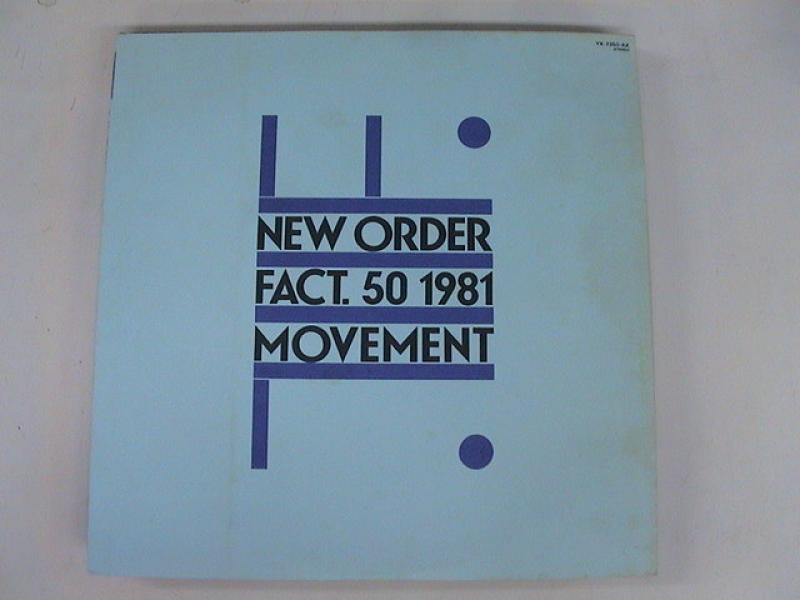 NEW ORDER
FACT. 50 1981
MOVEMENT